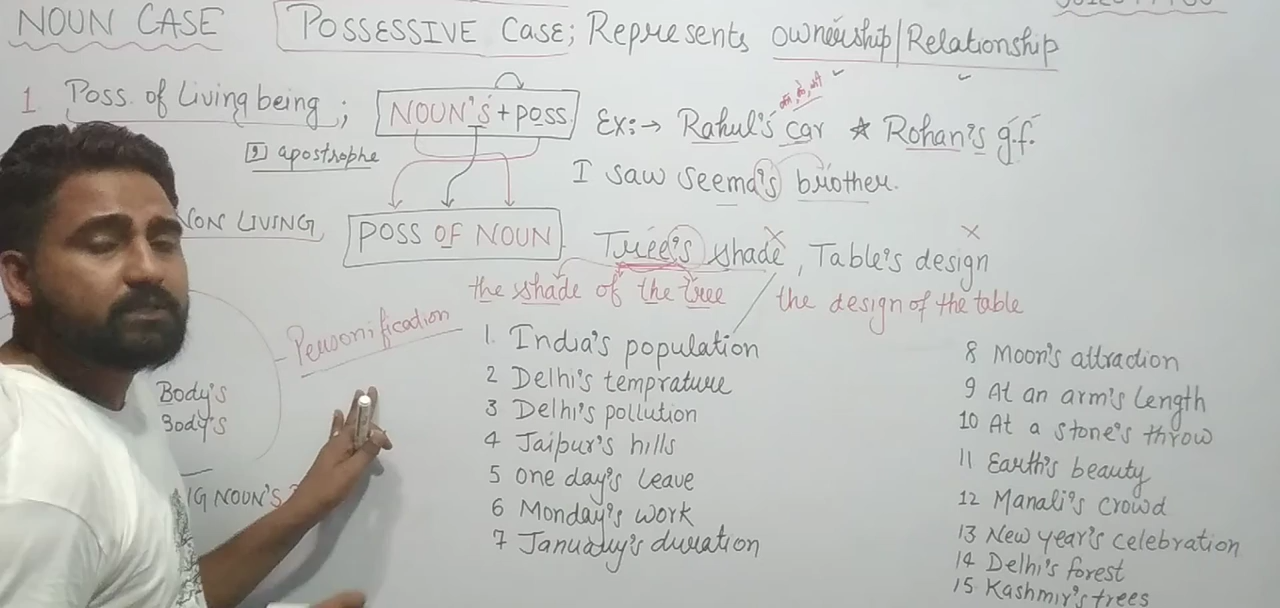 NOUN CASE
POSSESSIVE CASE; Represents ownership/Relationship
1 Poss. of Living being ; NOUN'S + POSS. Ex:→ Rahul's car * Rohan's g.f.
apostrophe
I saw Seema's brother.
NON LIVING POSS OF NOUN Tree's shade, Table's design
the shade of the tree the design of the table
Personification
1. India's population
2 Delhi's temprature
3 Delhi's pollution
4 Jaipur's hills
5 one day's leave
6 Monday's work
7 January's duration
8 Moon's attraction
9 At an arm's length
10 At a stone's throw
11 Earth's beauty
12 Manali's crowd
13 New year's celebration
14 Delhi's forest
15 Kashmir's trees
Body's
Body's
NOUN'S